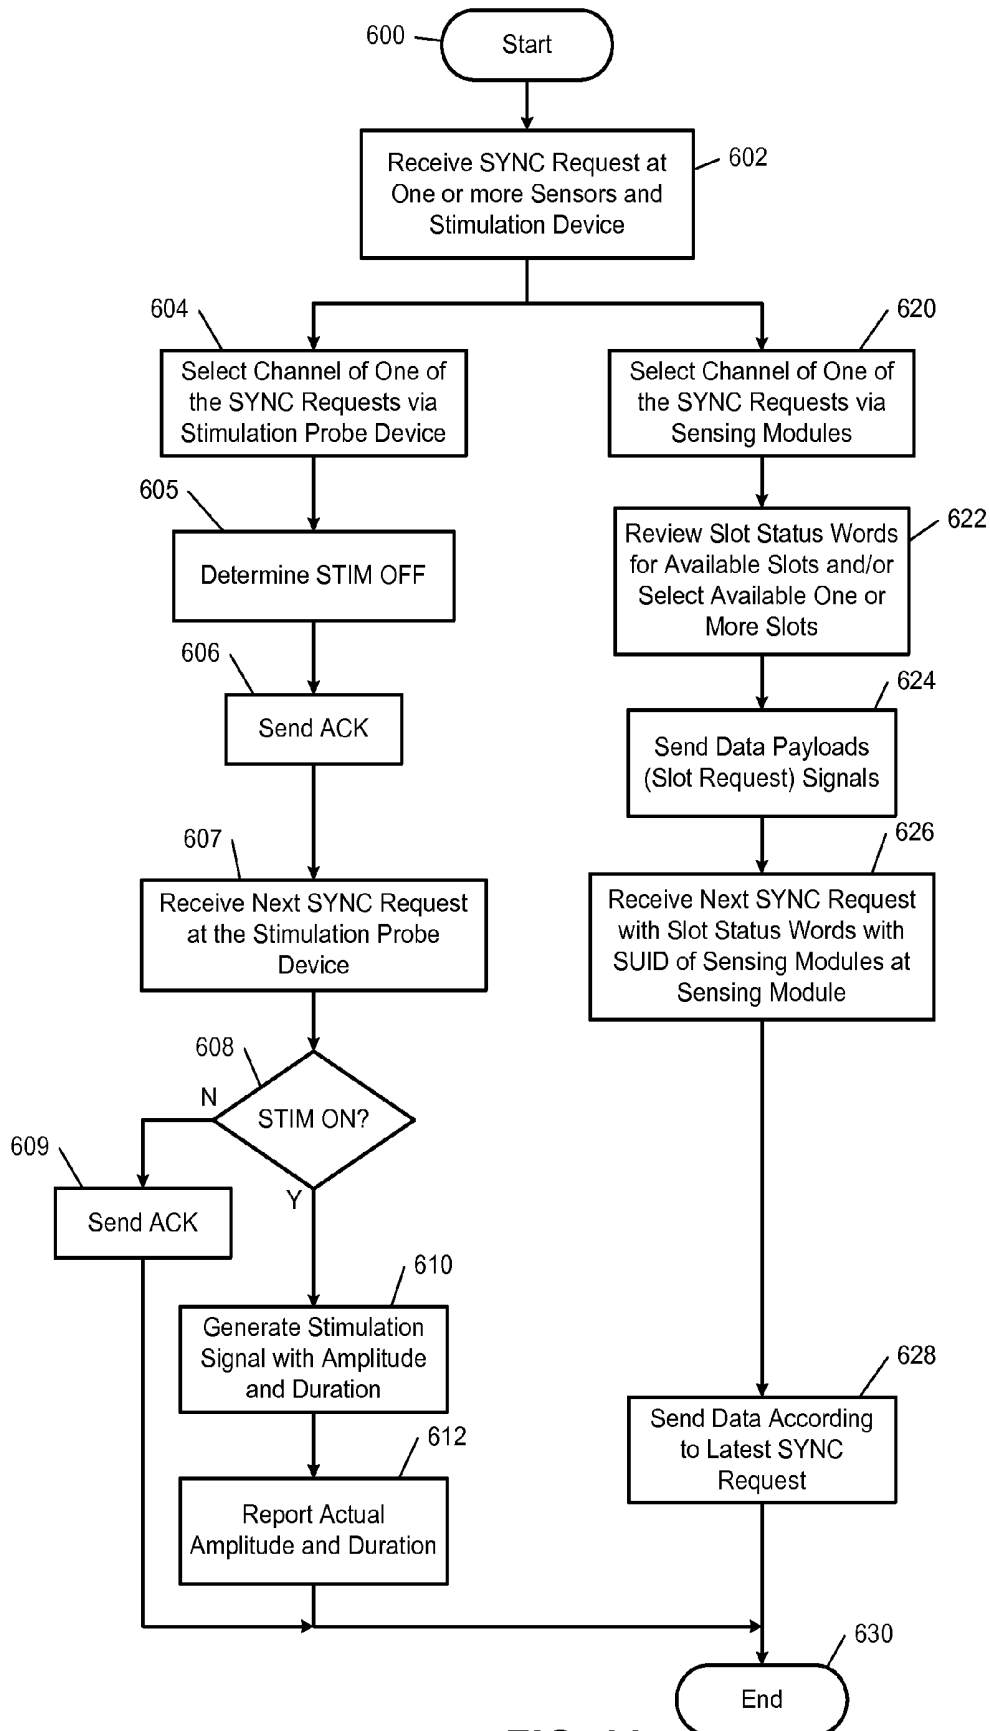 600
Start
Receive SYNC Request at
One or more Sensors and
Stimulation Device
602
604
Select Channel of One of
the SYNC Requests via
Stimulation Probe Device
605
Determine STIM OFF
606
Send ACK
607
Receive Next SYNC Request
at the Stimulation Probe
Device
608
N
STIM ON?
Y
609
Send ACK
610
Generate Stimulation
Signal with Amplitude
and Duration
612
Report Actual
Amplitude and Duration
620
Select Channel of One of
the SYNC Requests via
Sensing Modules
622
Review Slot Status Words
for Available Slots and/or
Select Available One or
More Slots
624
Send Data Payloads
(Slot Request) Signals
626
Receive Next SYNC Request
with Slot Status Words with
SUID of Sensing Modules at
Sensing Module
628
Send Data According
to Latest SYNC
Request
630
End